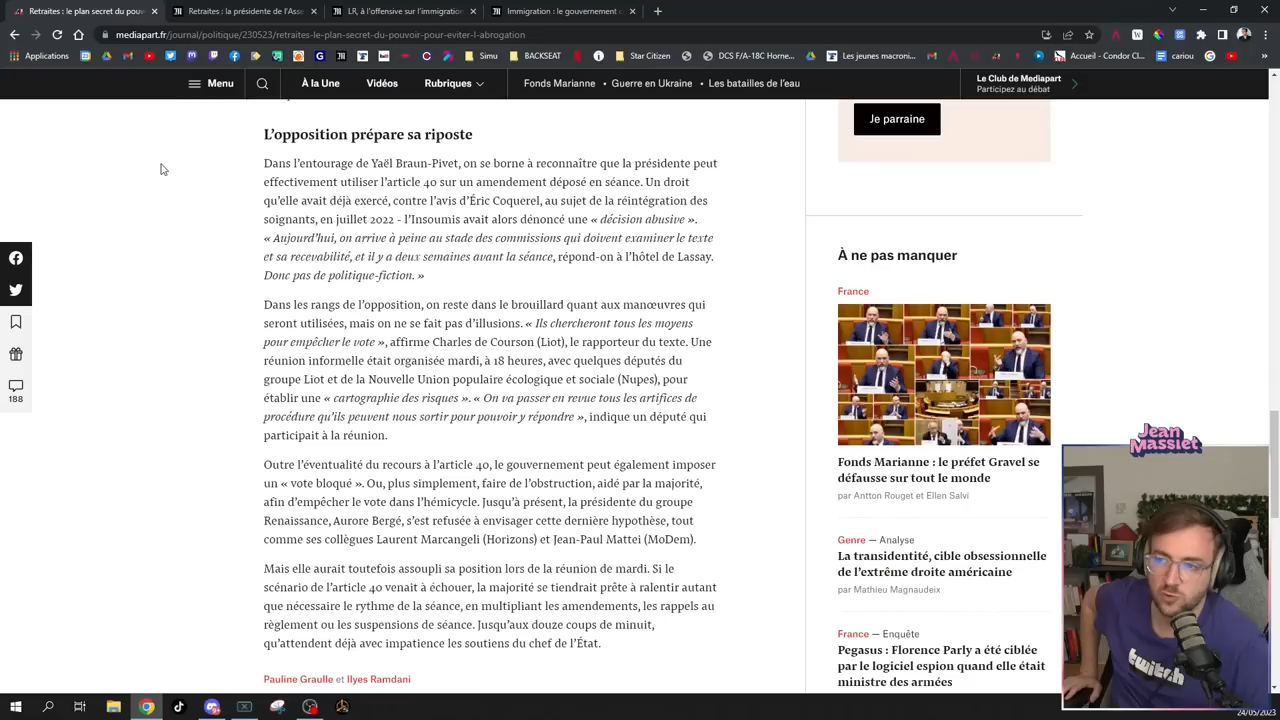 Retraites : le plan secret du pouv
Retraites : la présidente de l'Asse
LR, à l'offensive sur l'immigratio
Immigration : le gouvernement c
mediapart.fr/journal/politique/230523/retraites-le-plan-secret-du-pouvoir-pour-eviter-l-abrogation
Applications
cours
BACKSEAT
Star Citizen
DCS F/A-18C Horne...
Les jeunes macroni...
Condor Cl...
cariou
Accueil - Condor Cl...
Menu
À la Une
Vidéos
Rubriques
Fonds Marianne • Guerre en Ukraine • Les batailles de l'eau
Le Club de Mediapart
Participez au débat
L'opposition prépare sa riposte
Dans l'entourage de Yaël Braun-Pivet, on se borne à reconnaître que la présidente peut
effectivement utiliser l'article 40 sur un amendement déposé en séance. Un droit
qu'elle avait déjà exercé, contre l'avis d'Éric Coquerel, au sujet de la réintégration des
soignants, en juillet 2022 - l'Insoumis avait alors dénoncé une « décision abusive ».
« Aujourd'hui, on arrive à peine au stade des commissions qui doivent examiner le texte
et sa recevabilité, et il y a deux semaines avant la séance, répond-on à l'hôtel de Lassay.
Donc pas de politique-fiction. »
Dans les rangs de l'opposition, on reste dans le brouillard quant aux manœuvres qui
seront utilisées, mais on ne se fait pas d'illusions. « Ils chercheront tous les moyens
pour empêcher le vote », affirme Charles de Courson (Liot), le rapporteur du texte. Une
réunion informelle était organisée mardi, à 18 heures, avec quelques députés du
groupe Liot et de la Nouvelle Union populaire écologique et sociale (Nupes), pour
établir une « cartographie des risques ». « On va passer en revue tous les artifices de
procédure qu'ils peuvent nous sortir pour pouvoir y répondre », indique un député qui
participait à la réunion.
Outre l'éventualité du recours à l'article 40, le gouvernement peut également imposer
un « vote bloqué ». Ou, plus simplement, faire de l'obstruction, aidé par la majorité,
afin d'empêcher le vote dans l'hémicycle. Jusqu'à présent, la présidente du groupe
Renaissance, Aurore Bergé, s'est refusée à envisager cette dernière hypothèse, tout
comme ses collègues Laurent Marcangeli (Horizons) et Jean-Paul Mattei (MoDem).
Mais elle aurait toutefois assoupli sa position lors de la réunion de mardi. Si le
scénario de l'article 40 venait à échouer, la majorité se tiendrait prête à ralentir autant
que nécessaire le rythme de la séance, en multipliant les amendements, les rappels au
règlement ou les suspensions de séance. Jusqu'aux douze coups de minuit,
qu'attendent déjà avec impatience les soutiens du chef de l'État.
Pauline Graulle et Ilyes Ramdani
188
Je parraine
À ne pas manquer
France
Fonds Marianne : le préfet Gravel se
défausse sur tout le monde
par Antton Rouget et Ellen Salvi
Genre — Analyse
La transidentité, cible obsessionnelle
de l'extrême droite américaine
par Mathieu Magnaudeix
France — Enquête
Pegasus : Florence Parly a été ciblée
par le logiciel espion quand elle était
ministre des armées
Jean
Massiet
twitch
24/05/2023